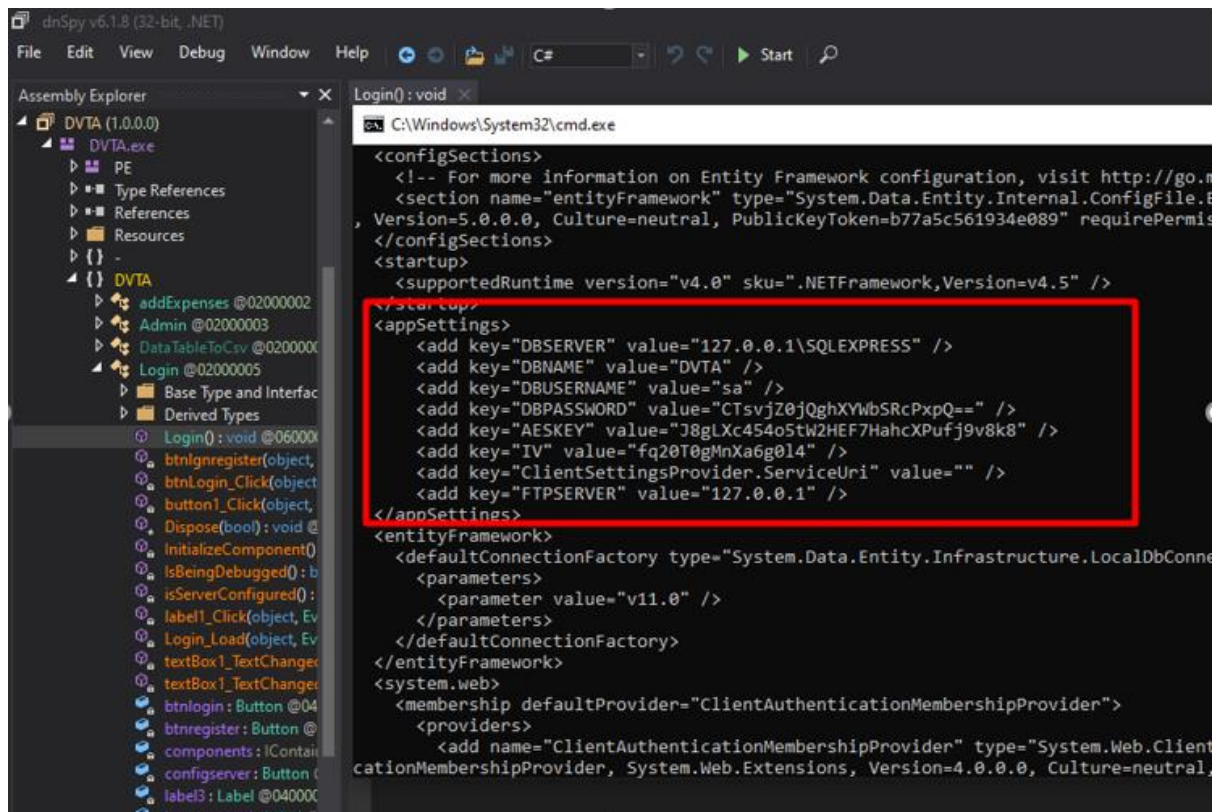 dnSpy v6.1.8 (32-bit, .NET)
File Edit View Debug Window Help C# Start
Assembly Explorer
Login() : void
DVTA (1.0.0.0)
DVTA.exe
PE
Type References
References
Resources
{} -
{} DVTA
addExpenses @02000002
Admin @02000003
DataTableToCsv @0200000
Login @02000005
Base Type and Interfac
Derived Types
Login() : void @06000
btnIgnregister(object,
btnLogin_Click(object
button1_Click(object,
Dispose(bool) : void @
InitializeComponent()
IsBeingDebugged() : b
isServerConfigured() :
label1_Click(object, Ev
Login_Load(object, Ev
textBox1_TextChanged
textBox1_TextChanged
btnlogin : Button @04
btnregister : Button @
components : IContai
configserver : Button
label3 : Label @04000
C:\Windows\System32\cmd.exe
<configSections>
<!-- For more information on Entity Framework configuration, visit http://go.m
<section name="entityFramework" type="System.Data.Entity.Internal.ConfigFile.E
, Version=5.0.0.0, Culture=neutral, PublicKeyToken=b77a5c561934e089" requirePermis
</configSections>
<startup>
<supportedRuntime version="v4.0" sku=".NETFramework,Version=v4.5" />
</startup>
<appSettings>
<add key="DBSERVER" value="127.0.0.1\SQLEXPRESS" />
<add key="DBNAME" value="DVTA" />
<add key="DBUSERNAME" value="sa" />
<add key="DBPASSWORD" value="CTsvjZ0jQghXYWbSRcPxpQ==" />
<add key="AESKEY" value="J8gLXc454o5tW2HEF7HahcXPufj9v8k8" />
<add key="IV" value="fq20T0gMnXa6g0l4" />
<add key="ClientSettingsProvider.ServiceUri" value="" />
<add key="FTPSERVER" value="127.0.0.1" />
</appSettings>
<entityFramework>
<defaultConnectionFactory type="System.Data.Entity.Infrastructure.LocalDbConne
<parameters>
<parameter value="v11.0" />
</parameters>
</defaultConnectionFactory>
</entityFramework>
<system.web>
<membership defaultProvider="ClientAuthenticationMembershipProvider">
<providers>
<add name="ClientAuthenticationMembershipProvider" type="System.Web.Client
cationMembershipProvider, System.Web.Extensions, Version=4.0.0.0, Culture=neutral,